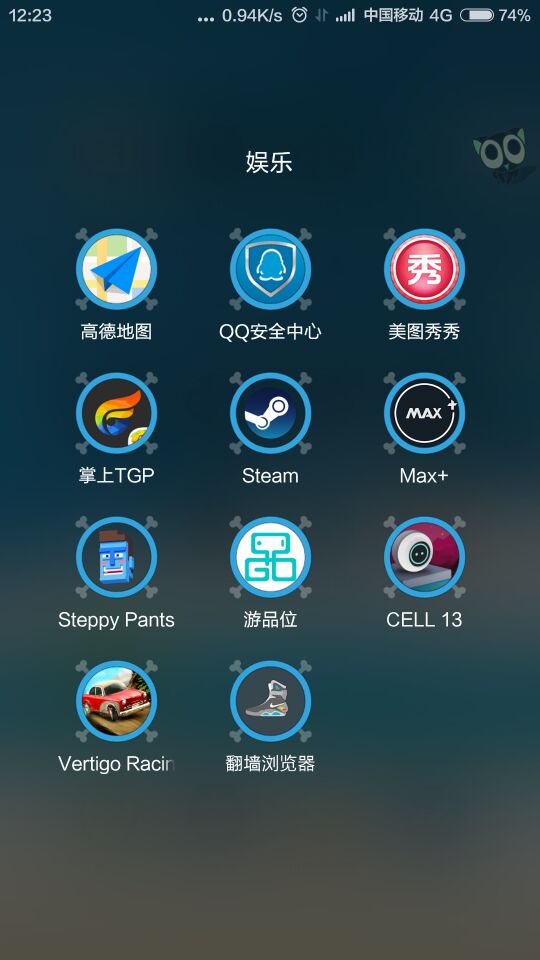 12:23 ... 0.94K/s 中国移动 4G 74%
娱乐
秀
高德地图 QQ安全中心 美图秀秀
MAX+
掌上TGP Steam Max+
GO
Steppy Pants 游品位 CELL 13
Vertigo Racin 翻墙浏览器